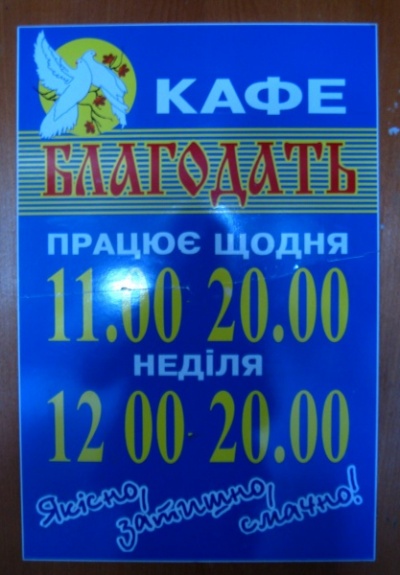 КАФЕ
БЛАГОДАТЬ
ПРАЦЮЄ ЩОДНЯ
11.00 20.00
НЕДіЛЯ
12 00 20.00
Якісно,
затишно,
смачно!